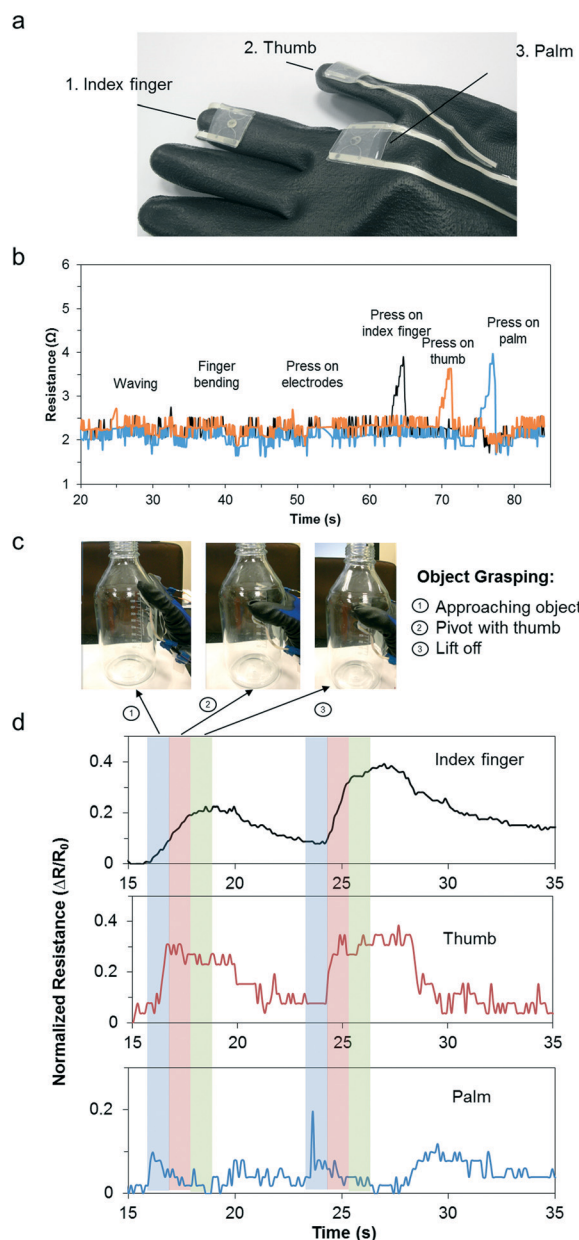 a
2. Thumb
3. Palm
1. Index finger
b
6
5
4
3
2
1
Resistance (Ω)
Waving
Finger
bending
Press on
electrodes
Press on
index finger
Press on
thumb
Press on
palm
20 30 40 50 60 70 80
Time (s)
c
Object Grasping:
① Approaching object
② Pivot with thumb
③ Lift off
① ② ③
d
Normalized Resistance (ΔR/R₀)
Index finger
0.4
0.2
0
15 20 25 30 35
Thumb
0.4
0.2
0
15 20 25 30 35
Palm
0.2
0
15 20 25 30 35
Time (s)